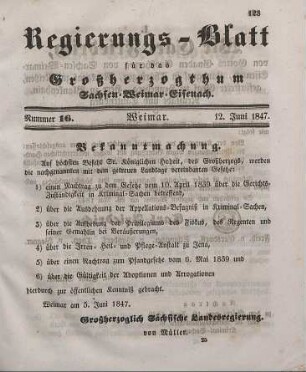 123
Regierungs-Blatt
für das
Großherzogthum
Sachsen-Weimar-Eisenach.
Nummer 16. Weimar. 12. Juni 1847.
Bekanntmachung.
Auf höchsten Befehl Sr. Königlichen Hoheit, des Großherzogs, werden
die nachgenannten mit dem getreuen Landtage verabschiedeten Gesetze:
1) einen Nachtrag zu dem Gesetze vom 10. April 1839 über die Gerichts-
Zuständigkeit in Kriminal-Sachen betreffend,
2) über die Ausdehnung der Appellations-Befugniß in Kriminal-Sachen,
3) über die Aufhebung der Privilegien des Fiskus, des Regenten und
seiner Gemahlin bei Veräußerungen,
4) über die Irren- Heil- und Pflege-Anstalt zu Jena,
5) über einen Nachtrag zum Pfandgesetze vom 6. Mai 1839 und
6) über die Gültigkeit der Adoptionen und Arrogationen
hierdurch zur öffentlichen Kenntniß gebracht.
Weimar am 5. Juni 1847.
Großherzoglich Sächsische Landesregierung.
von Müller.